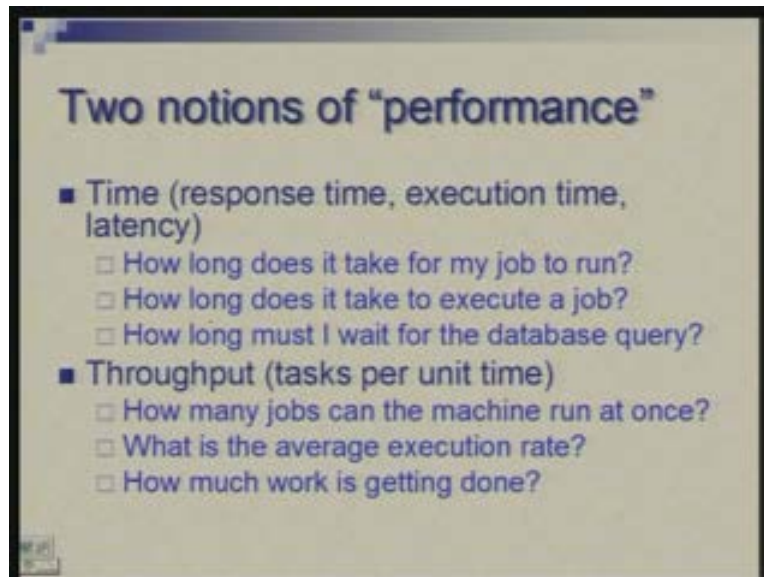 Two notions of “performance”
Time (response time, execution time,
latency)
How long does it take for my job to run?
How long does it take to execute a job?
How long must I wait for the database query?
Throughput (tasks per unit time)
How many jobs can the machine run at once?
What is the average execution rate?
How much work is getting done?